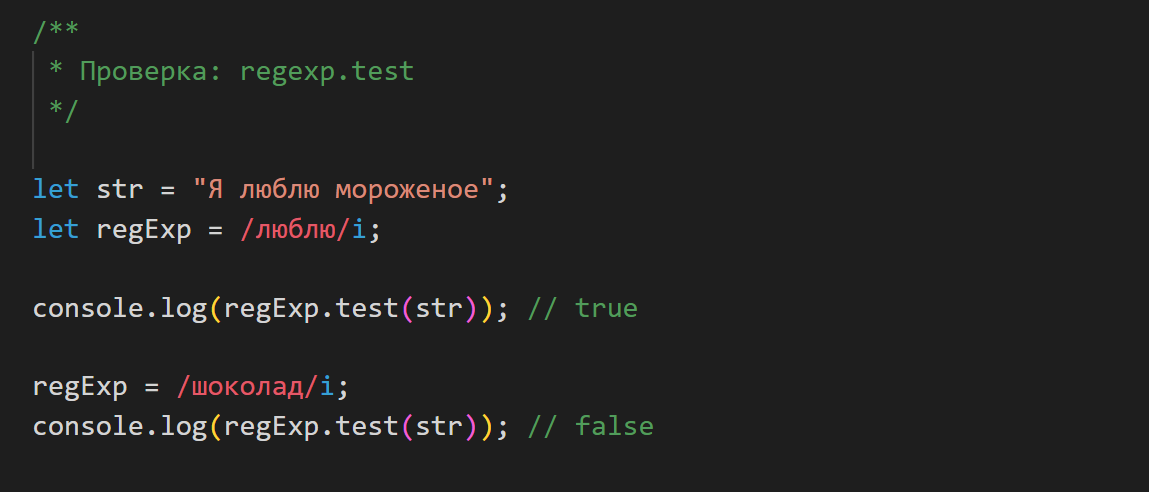 /**
 * Проверка: regexp.test
 */
let str = "Я люблю мороженое";
let regExp = /люблю/i;
console.log(regExp.test(str)); // true
regExp = /шоколад/i;
console.log(regExp.test(str)); // false